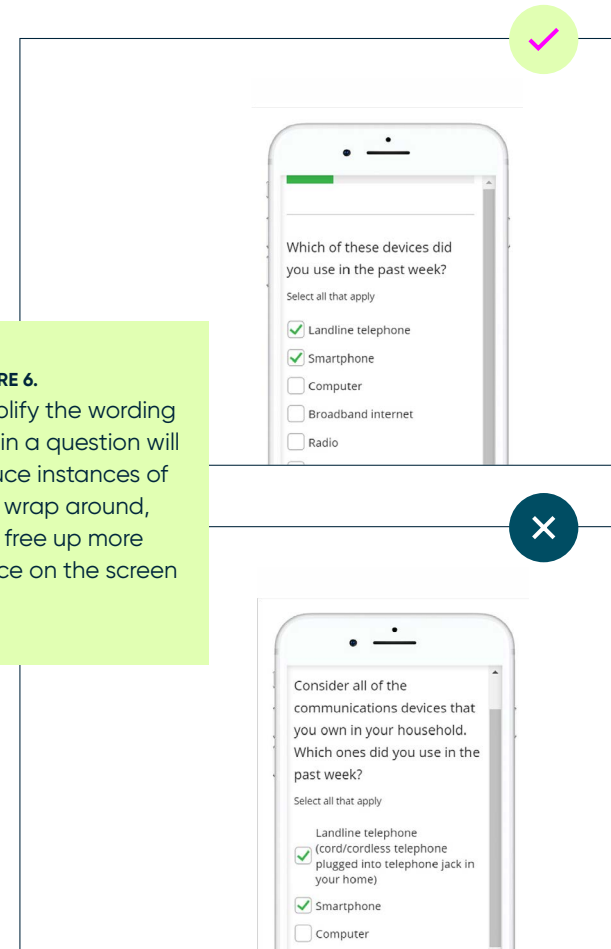 Which of these devices did
you use in the past week?
Select all that apply
Landline telephone
Smartphone
Computer
Broadband internet
Radio
RE 6.
plify the wording
in a question will
uce instances of
wrap around,
free up more
ce on the screen
Consider all of the
communications devices that
you own in your household.
Which ones did you use in the
past week?
Select all that apply
Landline telephone
(cord/cordless telephone
plugged into telephone jack in
your home)
Smartphone
Computer